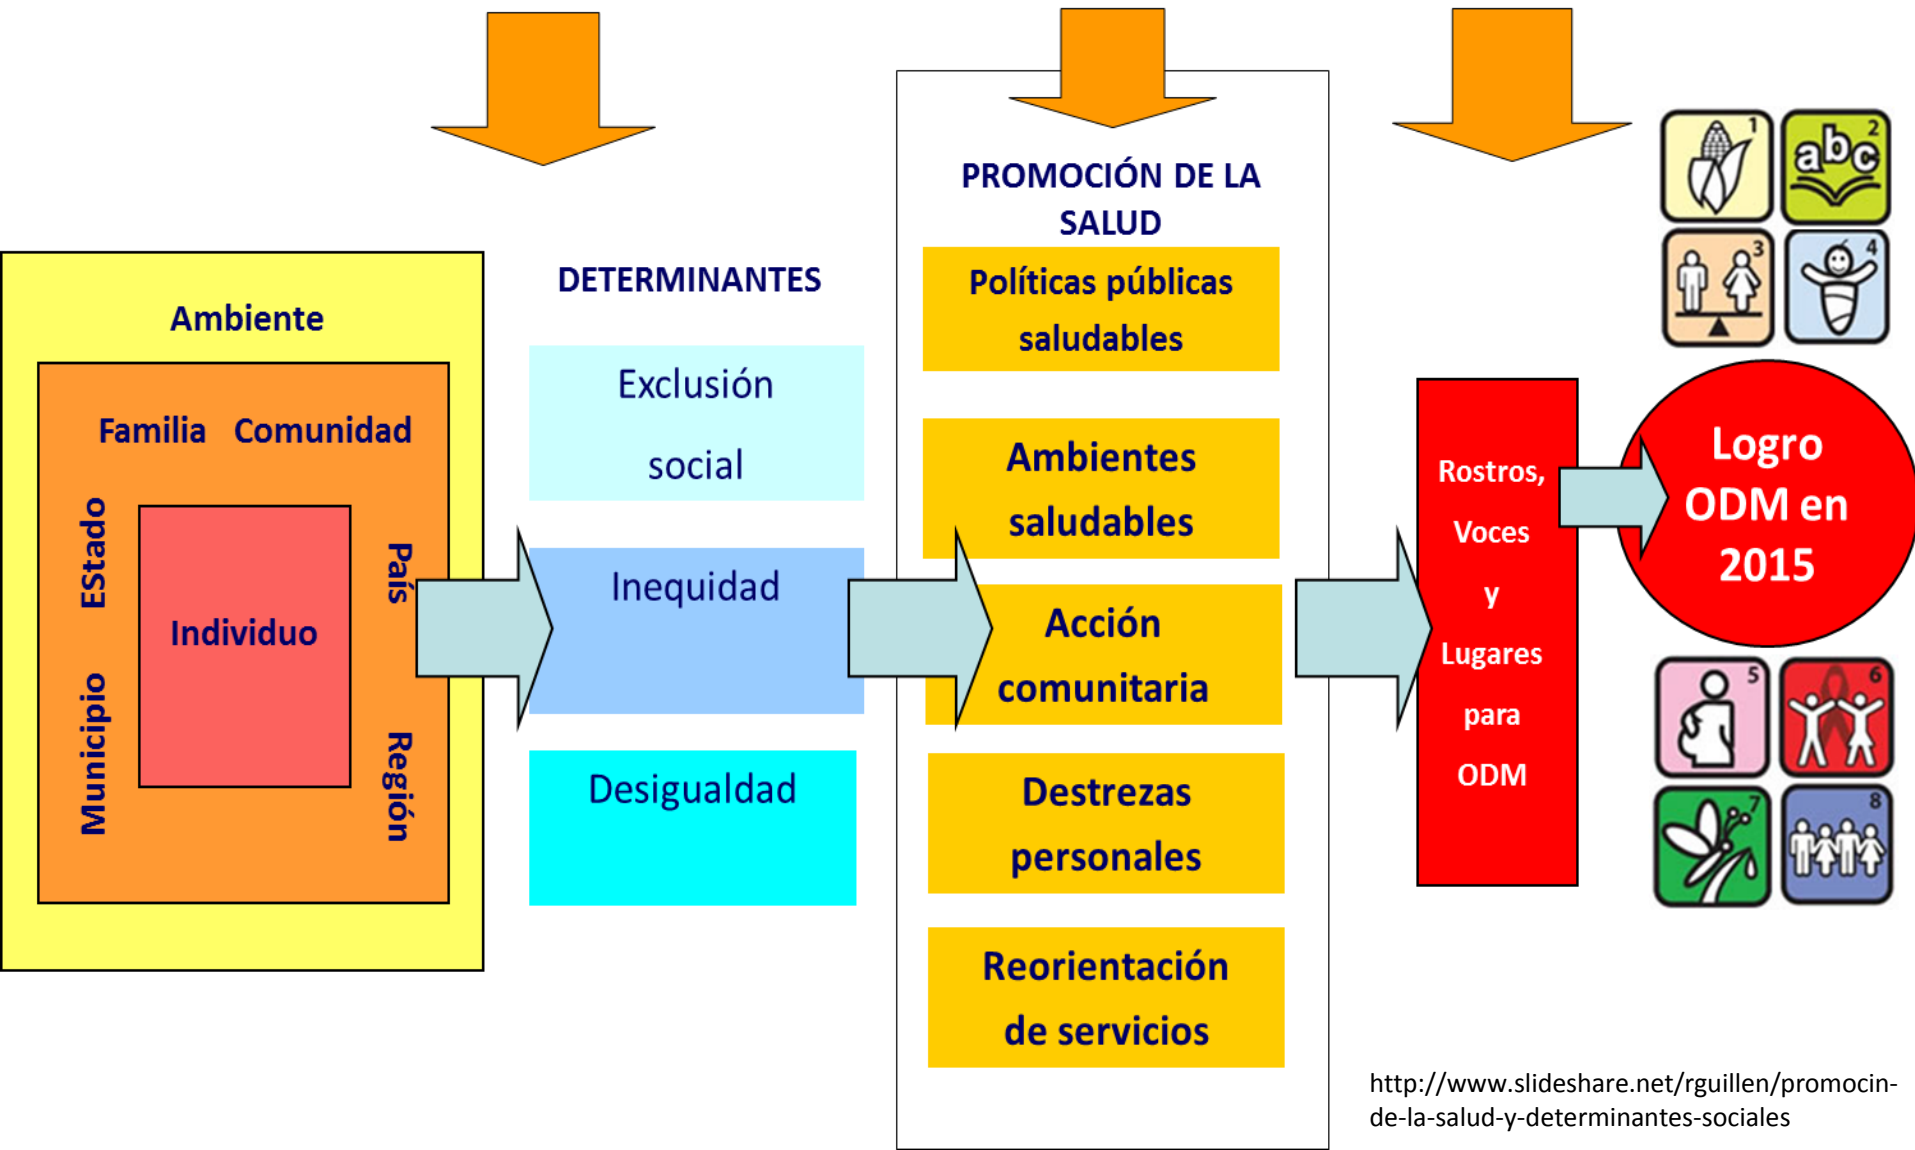 Ambiente
Familia Comunidad
EStado
Municipio
País
Región
Individuo
DETERMINANTES
Exclusión
social
Inequidad
Desigualdad
PROMOCIÓN DE LA
SALUD
Políticas públicas
saludables
Ambientes
saludables
Acción
comunitaria
Destrezas
personales
Reorientación
de servicios
Rostros,
Voces
y
Lugares
para
ODM
1
2
abc
3
4
Logro
ODM en
2015
5
6
7
8
http://www.slideshare.net/rguillen/promocin-
de-la-salud-y-determinantes-sociales